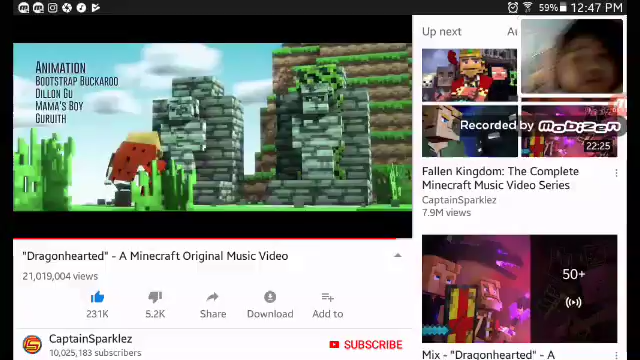 59% 12:47 PM
ANIMATION
BOOTSTRAP BUCKAROO
DILLON GU
MAMA'S BOY
GURUITH
"Dragonhearted" - A Minecraft Original Music Video
21,019,004 views
231K
5.2K
Share
Download
Add to
CaptainSparklez
10,025,183 subscribers
SUBSCRIBE
Up next
Recorded by Mobizen
22:25
Fallen Kingdom: The Complete
Minecraft Music Video Series
CaptainSparklez
7.9M views
50+
Mix - "Dragonhearted" - A